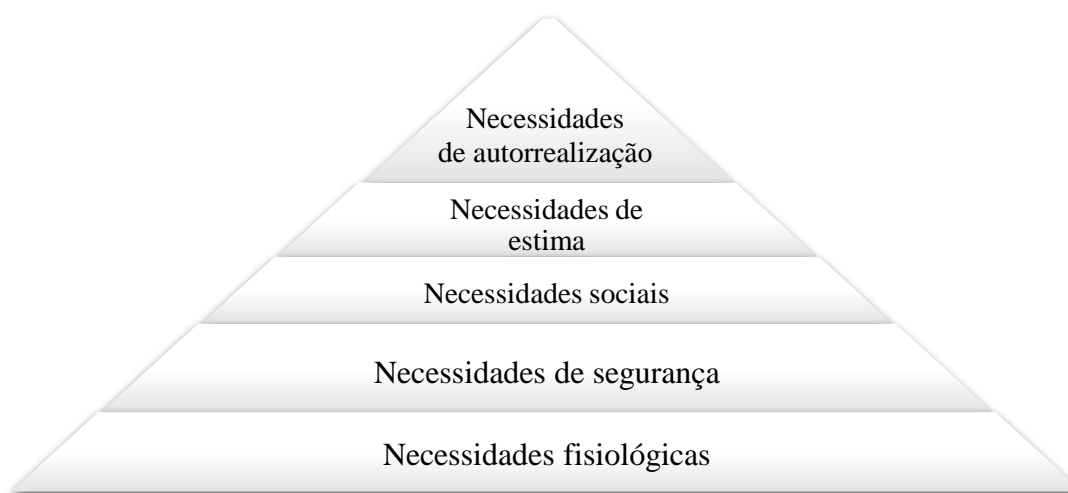 Necessidades
de autorrealização
Necessidades de
estima
Necessidades sociais
Necessidades de segurança
Necessidades fisiológicas